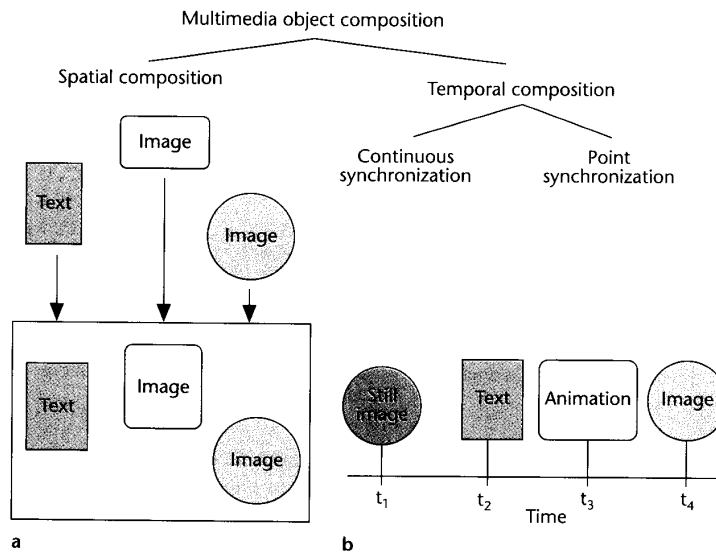 Multimedia object composition
Spatial composition
Temporal composition
Continuous
synchronization
Point
synchronization
Image
Text
Image
Text
Image
Image
a
Still
image
Text
Animation
Image
t1
t2
t3
t4
Time
b